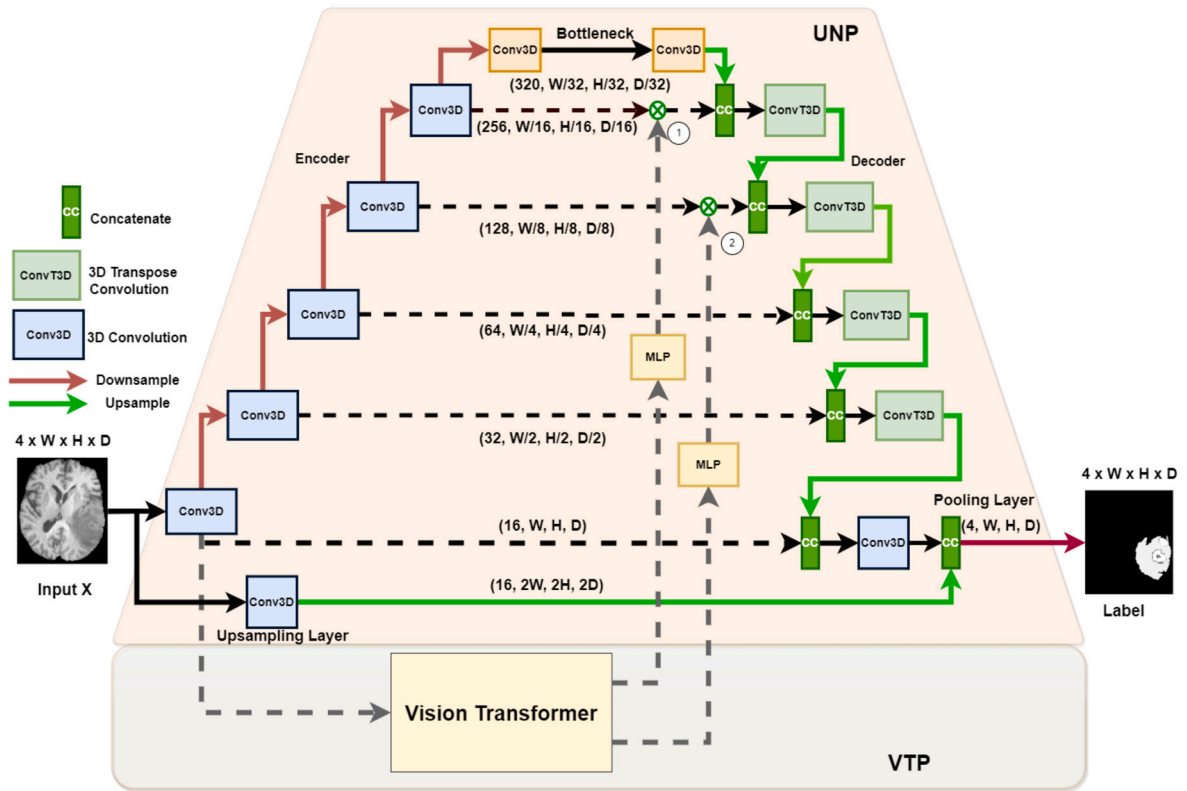 UNP
Bottleneck
Conv3D
Conv3D
(320, W/32, H/32, D/32)
Conv3D
CC
ConvT3D
(256, W/16, H/16, D/16)
1
Encoder
Decoder
Conv3D
CC
ConvT3D
(128, W/8, H/8, D/8)
2
CC
Concatenate
ConvT3D
3D Transpose
Convolution
Conv3D
3D Convolution
Downsample
Upsample
Conv3D
CC
ConvT3D
(64, W/4, H/4, D/4)
MLP
Conv3D
CC
ConvT3D
(32, W/2, H/2, D/2)
MLP
4 x W x H x D
Input X
Conv3D
(16, W, H, D)
CC
Conv3D
CC
Pooling Layer
(4, W, H, D)
4 x W x H x D
Label
Conv3D
(16, 2W, 2H, 2D)
Upsampling Layer
Vision Transformer
VTP